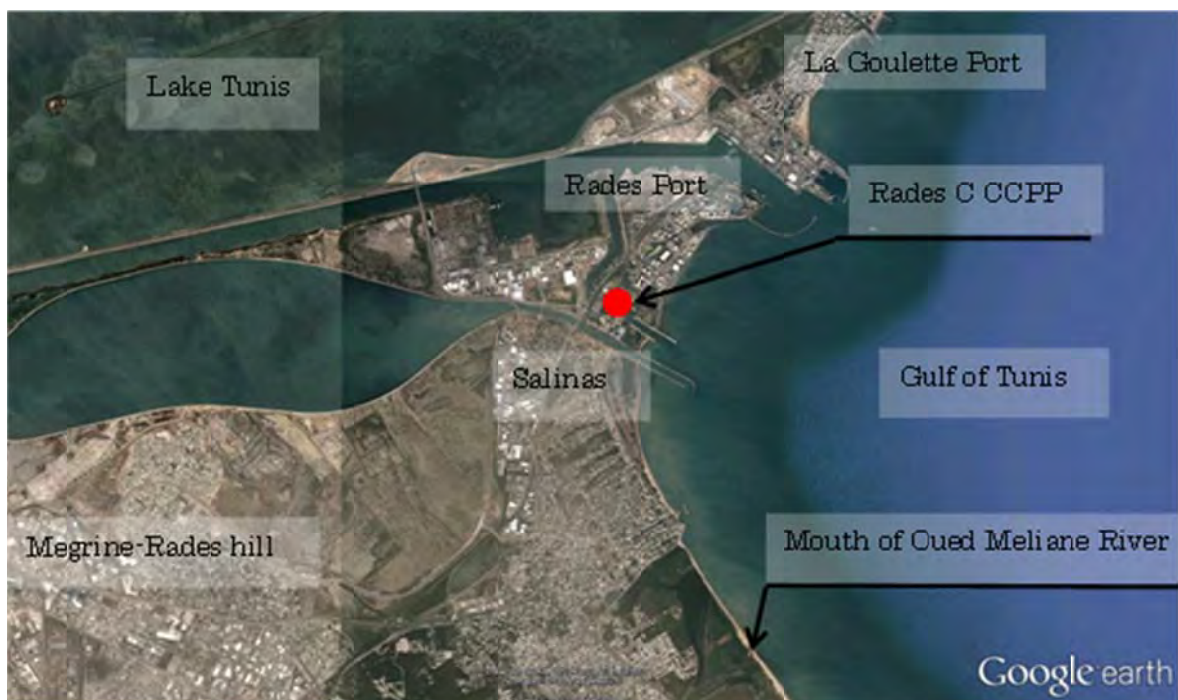 La Goulette Port
Lake Tunis
Rades Port
Rades C CCPP
Salinas
Gulf of Tunis
Megrine-Rades hill
Mouth of Oued Meliane River
Google earth